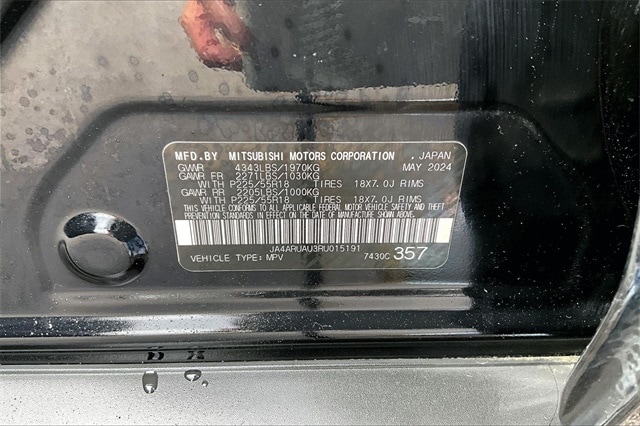 MFD.BY MITSUBISHI MOTORS CORPORATION , JAPAN
GVWR 4343LBS/1970KG MAY 2024
GAWR FR 2271LBS/1030KG
WITH P225/55R18 TIRES 18X7.0J RIMS
GAWR RR 2205LBS/1000KG
WITH P225/55R18 TIRES 18X7.0J RIMS
THIS VEHICLE CONFORMS TO ALL APPLICABLE U.S. FEDERAL MOTOR VEHICLE SAFETY, BUMPER, AND THEFT
PREVENTION STANDARDS IN EFFECT ON THE DATE OF MANUFACTURE SHOWN ABOVE.
JA4ARUAU3RU015191
VEHICLE TYPE: MPV 7430C 357